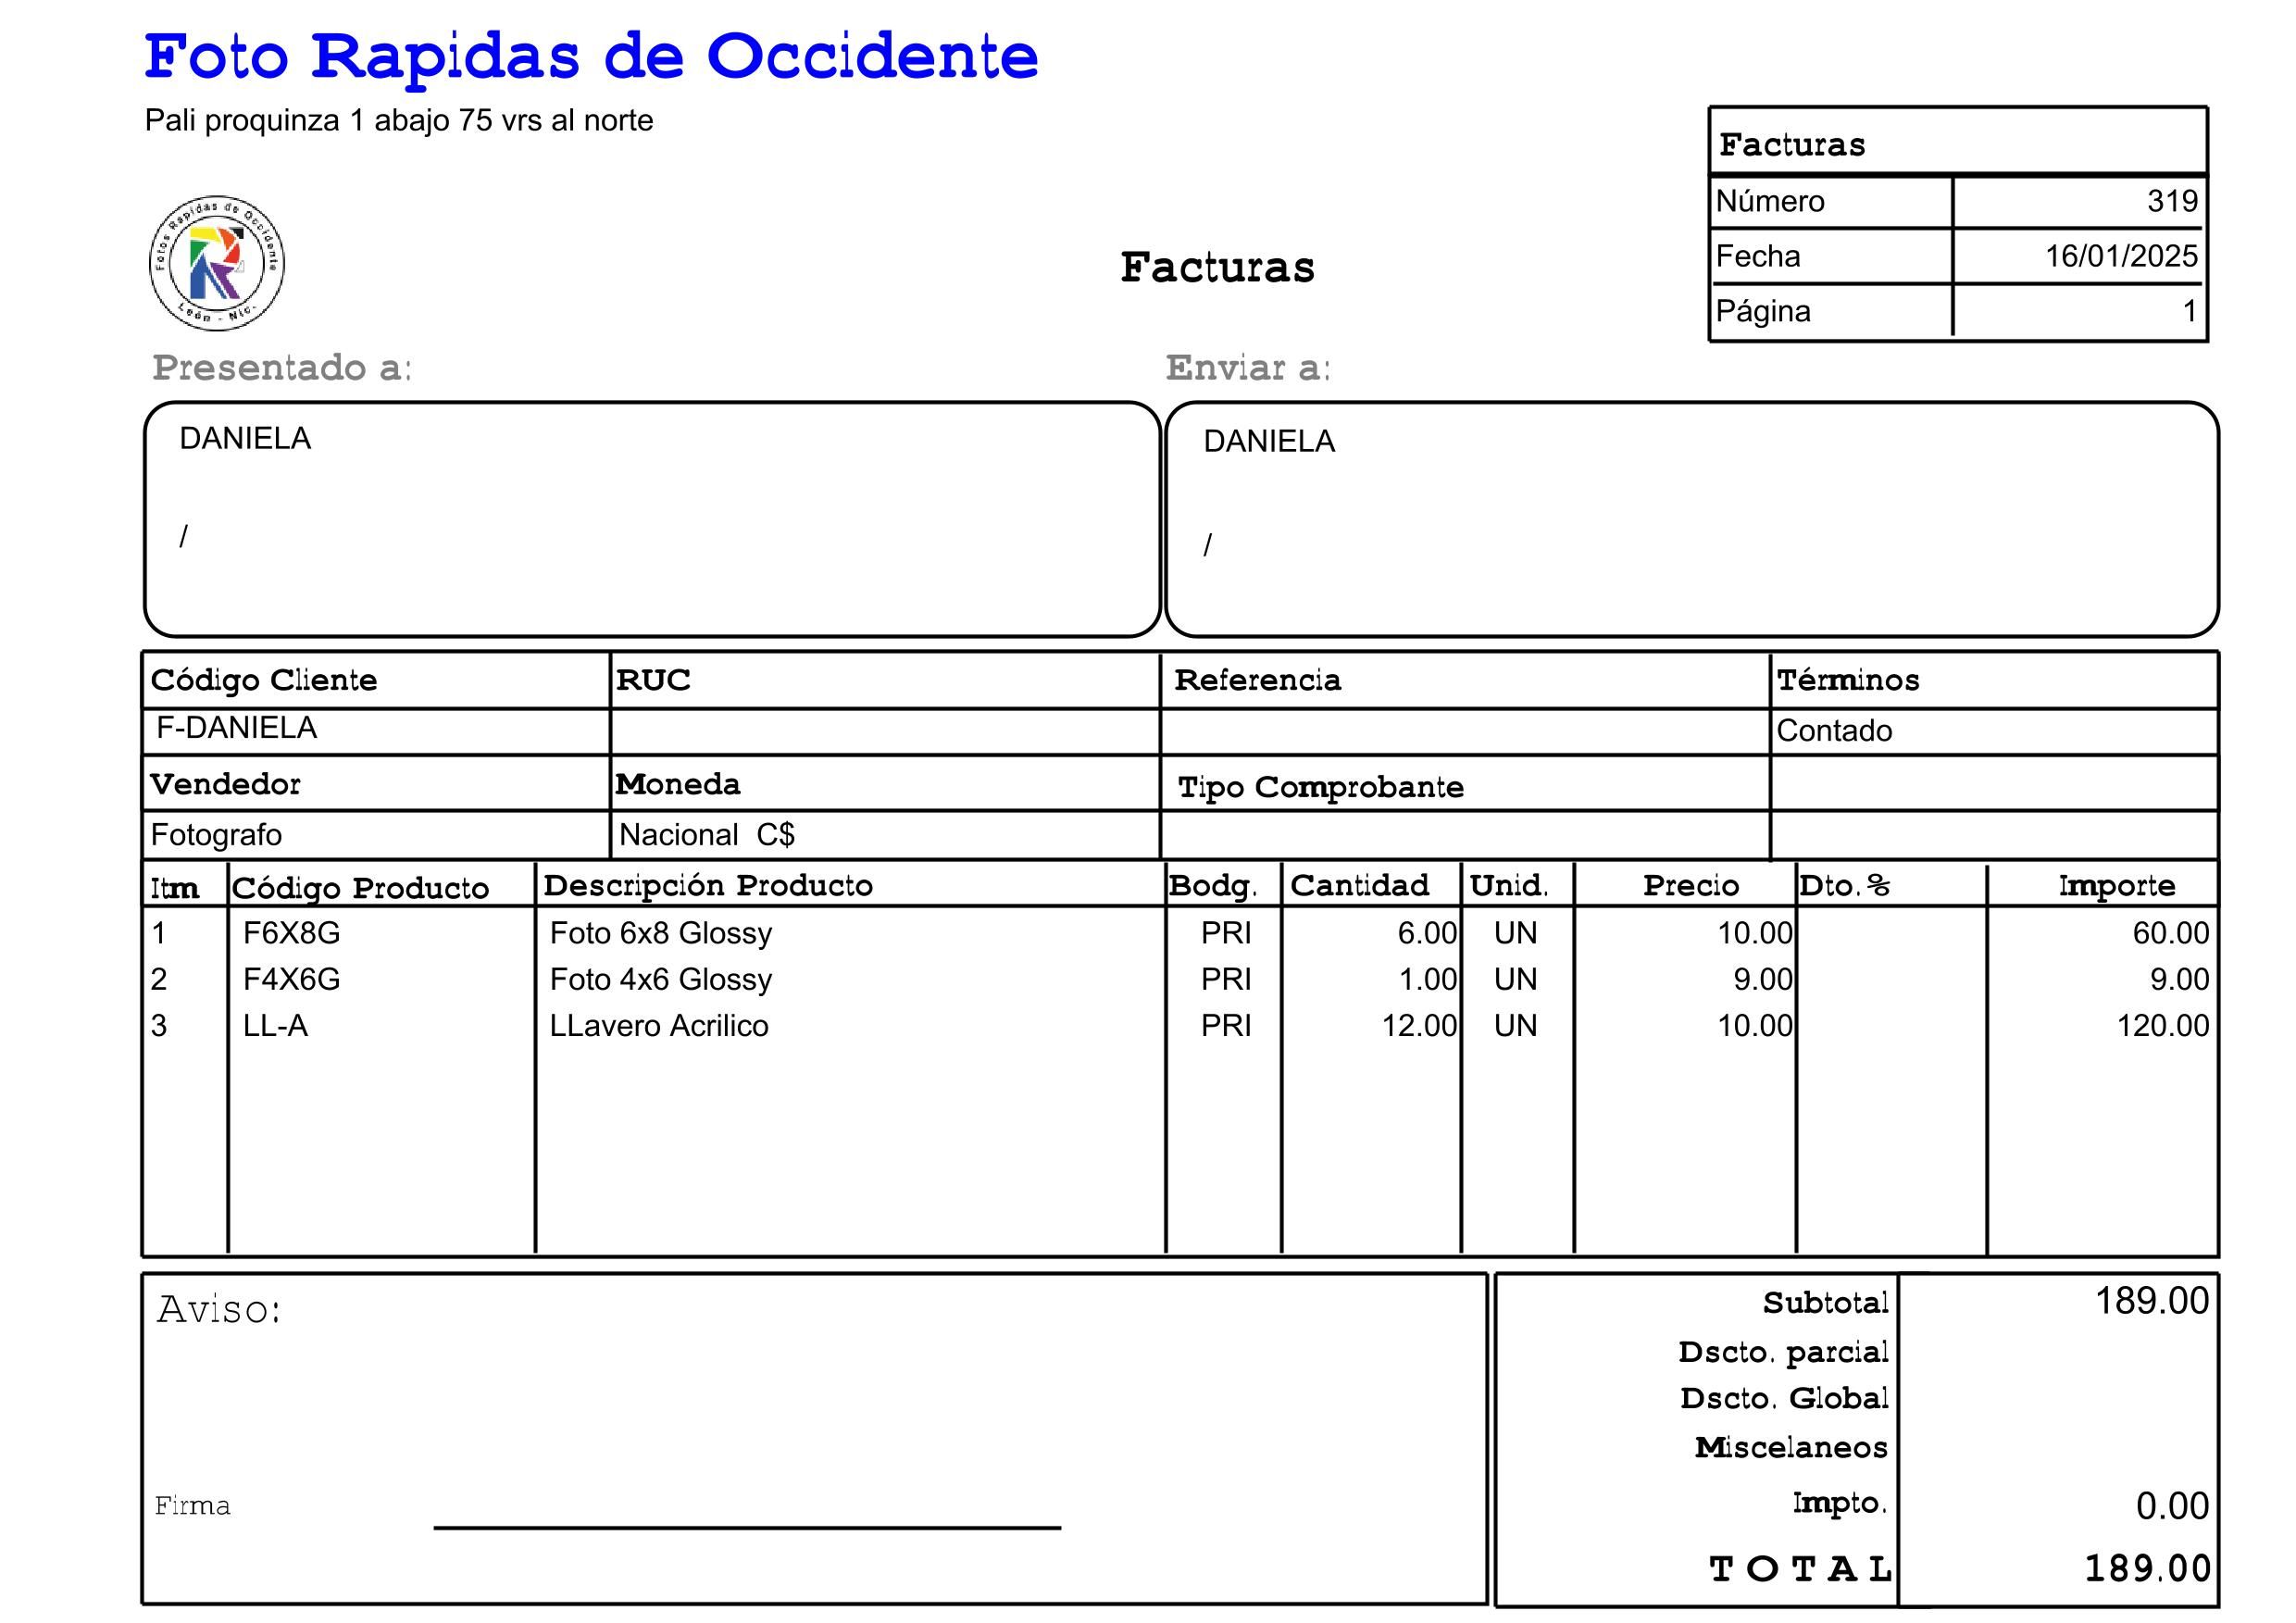 Foto Rapidas de Occidente
Pali proquinza 1 abajo 75 vrs al norte
Facturas
Número 319
Fecha 16/01/2025
Página 1
Fotos Rapidas de Occidente
León - Nic.
Facturas
Presentado a: Enviar a:
DANIELA DANIELA
/ /
Código Cliente RUC Referencia Términos
F-DANIELA Contado
Vendedor Moneda Tipo Comprobante
Fotografo Nacional C$
Itm Código Producto Descripción Producto Bodg. Cantidad Unid. Precio Dto.% Importe
1 F6X8G Foto 6x8 Glossy PRI 6.00 UN 10.00 60.00
2 F4X6G Foto 4x6 Glossy PRI 1.00 UN 9.00 9.00
3 LL-A LLavero Acrilico PRI 12.00 UN 10.00 120.00
Aviso:
Subtotal 189.00
Dscto. parcial
Dscto. Global
Miscelaneos
Firma
Impto. 0.00
T O T A L 189.00